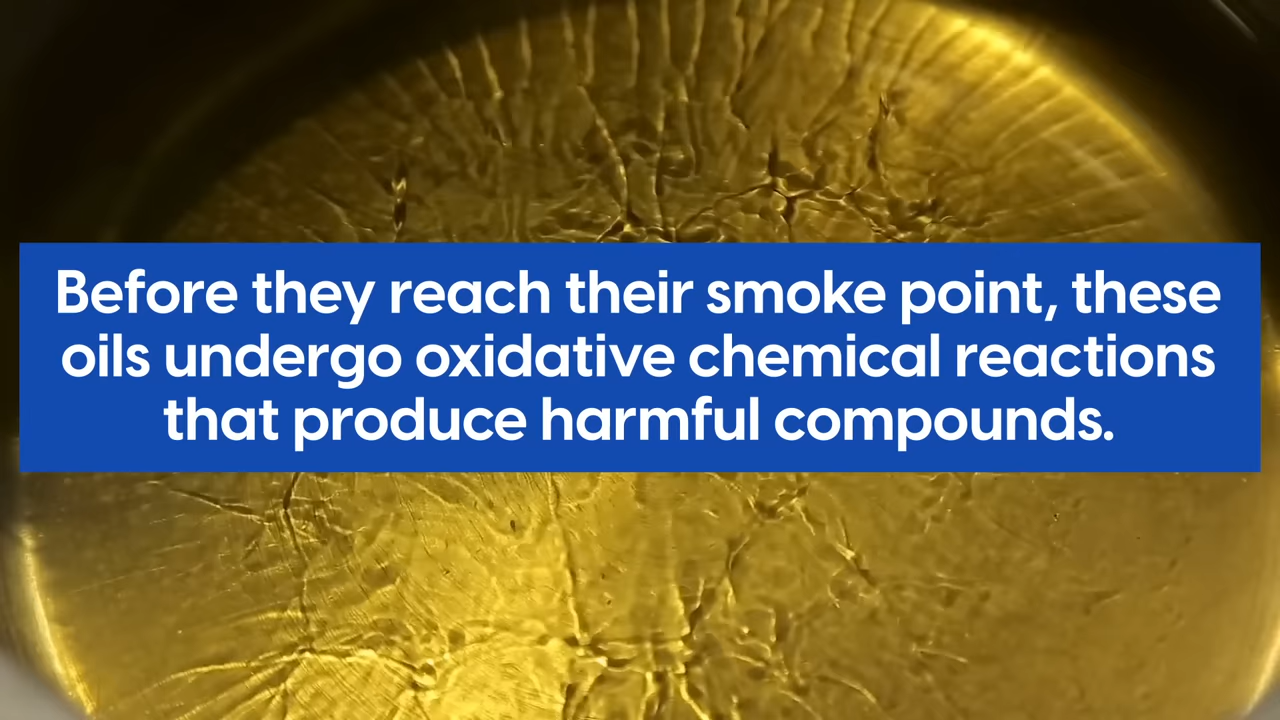 Before they reach their smoke point, these
oils undergo oxidative chemical reactions
that produce harmful compounds.